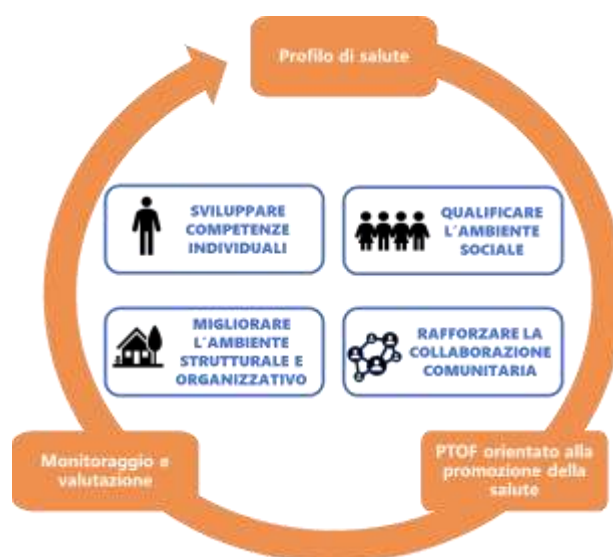 Profilo di salute
SVILUPPARE
COMPETENZE
INDIVIDUALI
QUALIFICARE
L´AMBIENTE
SOCIALE
MIGLIORARE
L´AMBIENTE
STRUTTURALE E
ORGANIZZATIVO
RAFFORZARE LA
COLLABORAZIONE
COMUNITARIA
Monitoraggio e
valutazione
PTOF orientato alla
promozione della
salute